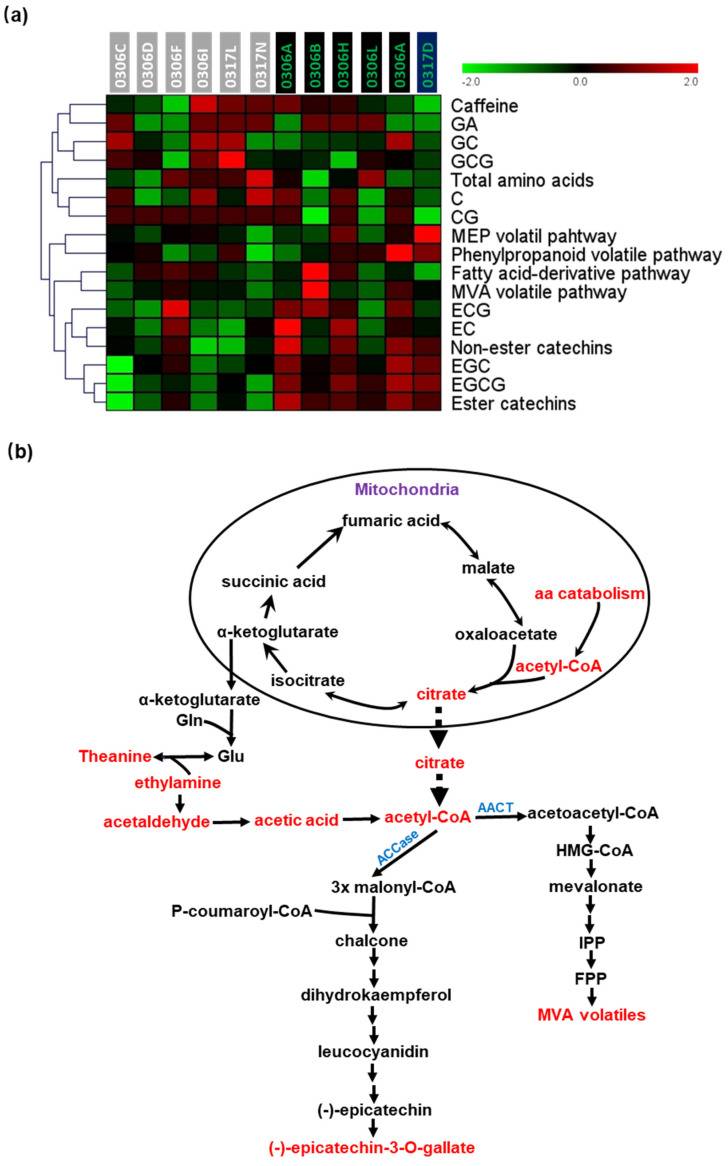 (a)
0306C 0306D 0306F 0306I 0317L 0317N 0306A 0306B 0306H 0306L 0306A 0317D
-2.0 0.0 2.0
Caffeine
GA
GC
GCG
Total amino acids
C
CG
MEP volatil pahtway
Phenylpropanoid volatile pathway
Fatty acid-derivative pathway
MVA volatile pathway
ECG
EC
Non-ester catechins
EGC
EGCG
Ester catechins
(b)
Mitochondria
fumaric acid
malate
succinic acid
aa catabolism
α-ketoglutarate
oxaloacetate
acetyl-CoA
isocitrate
citrate
α-ketoglutarate
Gln
Theanine
Glu
citrate
ethylamine
acetaldehyde
acetic acid
acetyl-CoA
AACT
acetoacetyl-CoA
ACCase
HMG-CoA
3x malonyl-CoA
mevalonate
P-coumaroyl-CoA
chalcone
IPP
FPP
dihydrokaempferol
MVA volatiles
leucocyanidin
(-)-epicatechin
(-)-epicatechin-3-O-gallate